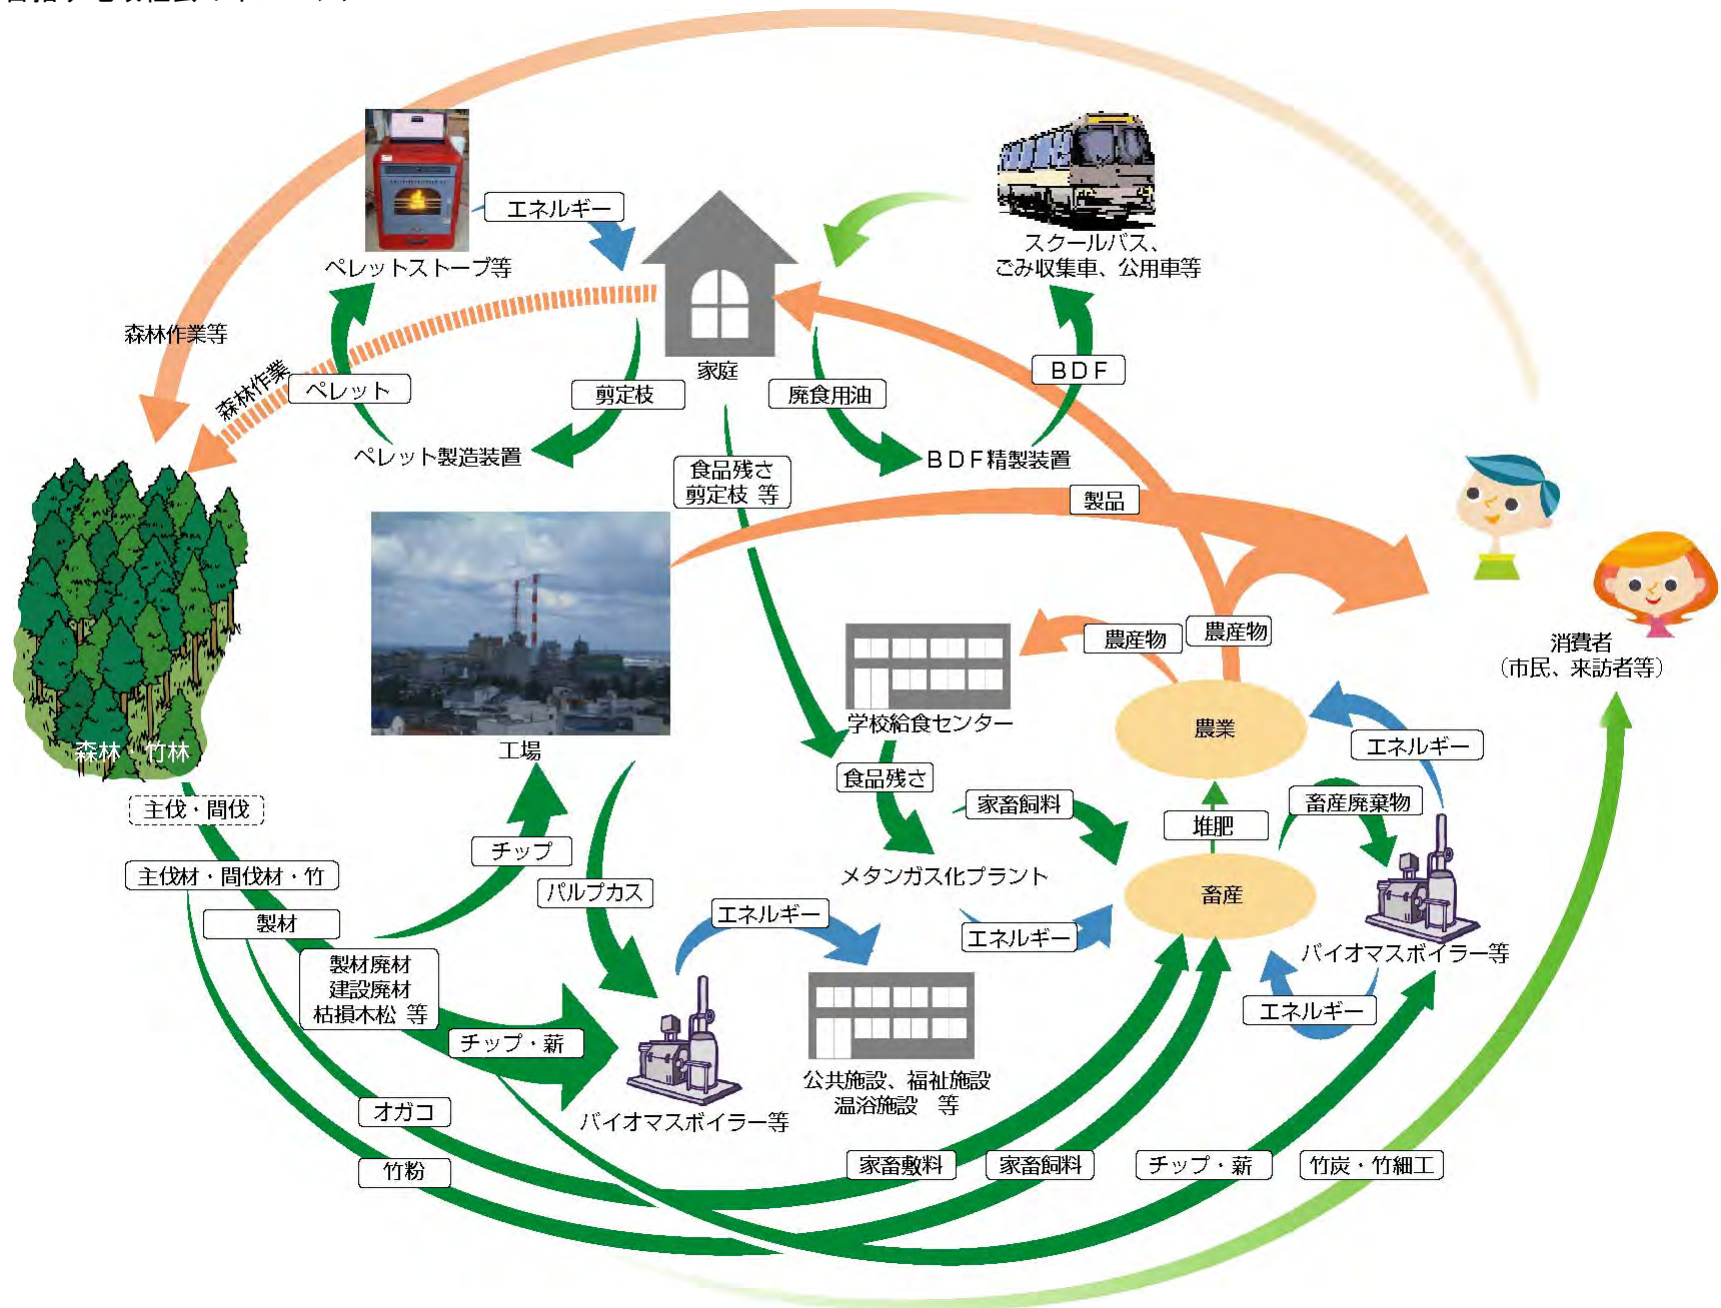 エネルギー
ペレットストーブ等
スクールバス、
ごみ収集車、公用車等
森林作業等
森林作業
ペレット
家庭
剪定枝
廃食用油
ＢＤＦ
ペレット製造装置
ＢＤＦ精製装置
食品残さ
剪定枝 等
製品
農産物
農産物
消費者
（市民、来訪者等）
学校給食センター
農業
エネルギー
工場
森林・竹林
食品残さ
家畜飼料
堆肥
畜産廃棄物
主伐・間伐
チップ
主伐材・間伐材・竹
パルプカス
メタンガス化プラント
畜産
製材
エネルギー
エネルギー
バイオマスボイラー等
製材廃材
建設廃材
枯損木松 等
エネルギー
チップ・薪
公共施設、福祉施設
温浴施設　等
バイオマスボイラー等
オガコ
竹粉
家畜敷料
家畜飼料
チップ・薪
竹炭・竹細工